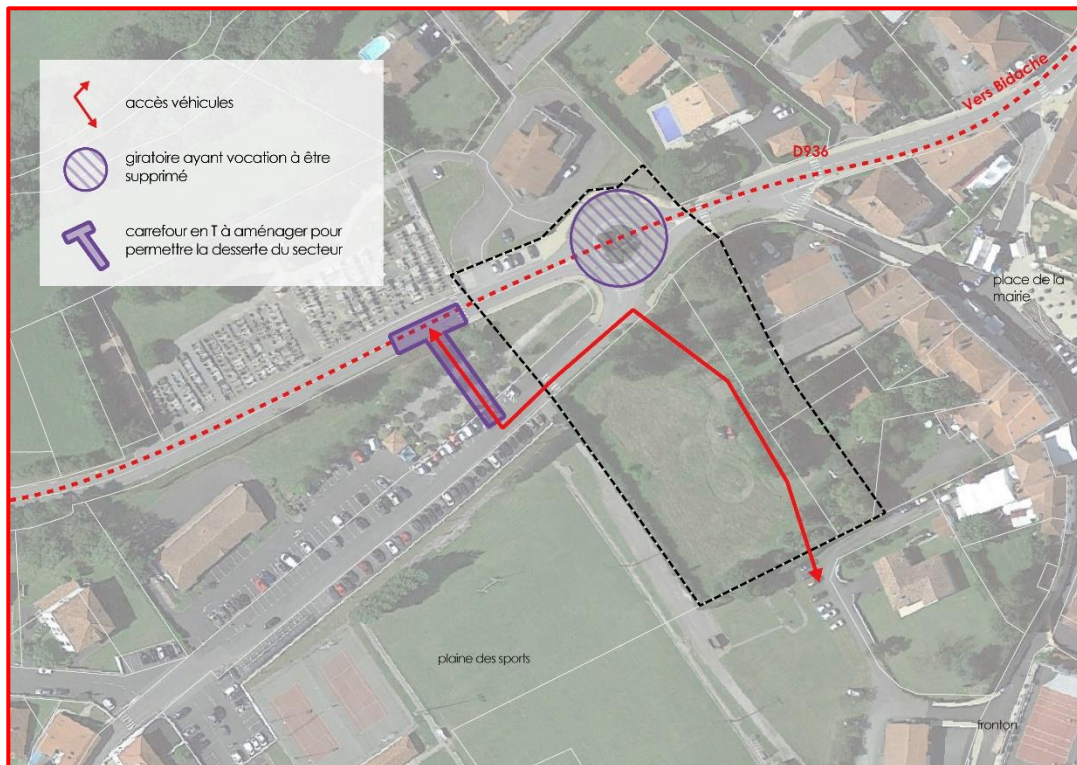 accès véhicules
giratoire ayant vocation à être
supprimé
carrefour en T à aménager pour
permettre la desserte du secteur
Vers Bidache
D936
place de la
mairie
plaine des sports
fronton